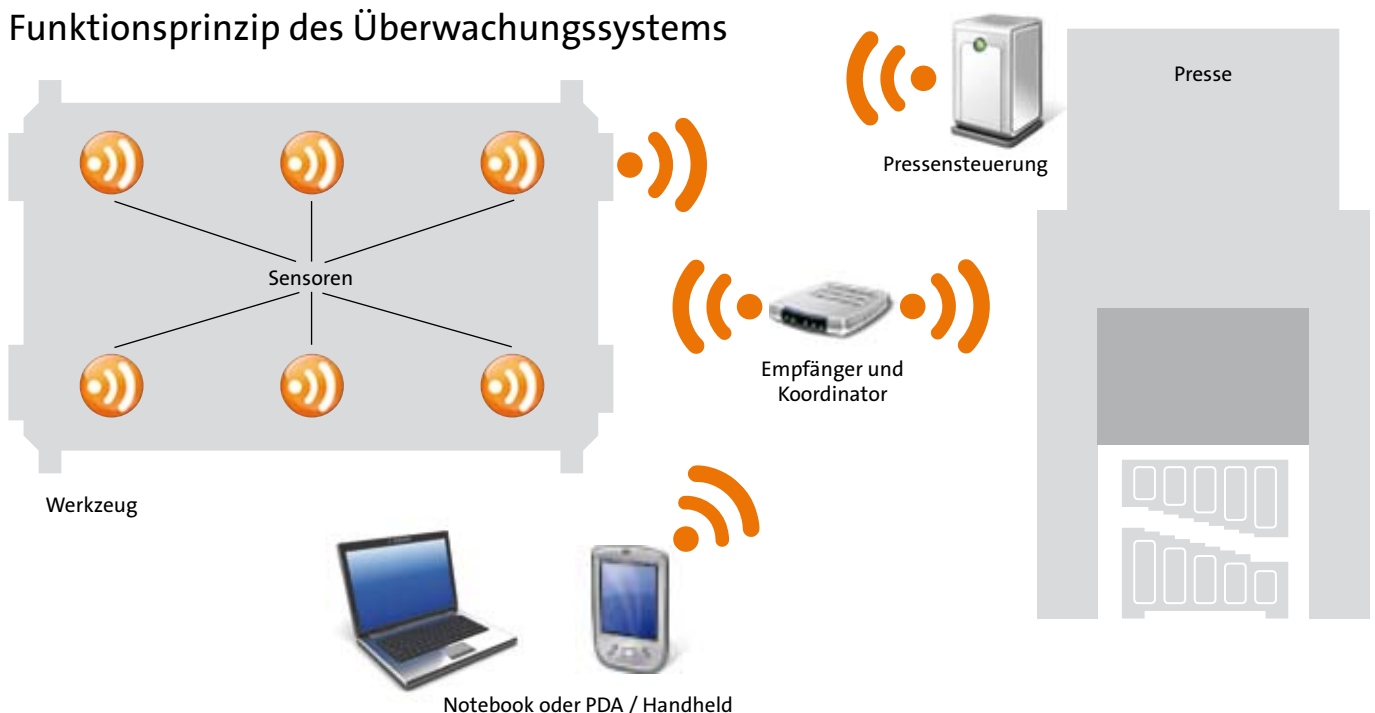 Funktionsprinzip des Überwachungssystems
Presse
Pressensteuerung
Sensoren
Empfänger und
Koordinator
Werkzeug
Notebook oder PDA / Handheld